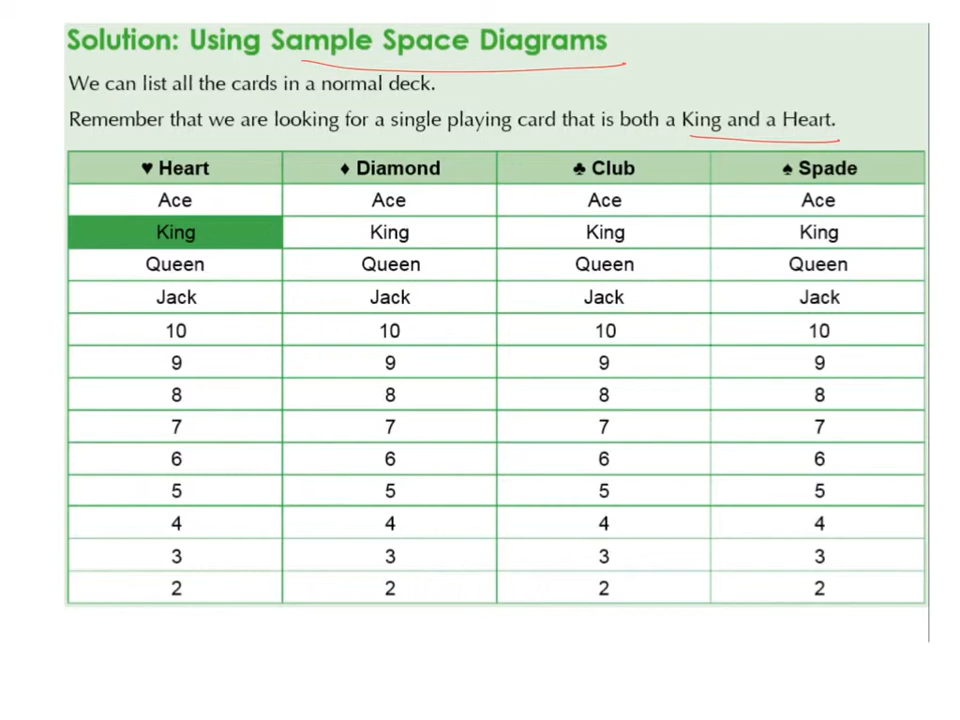 Solution: Using Sample Space Diagrams
We can list all the cards in a normal deck.
Remember that we are looking for a single playing card that is both a King and a Heart.
♥ Heart ♦ Diamond ♣ Club ♠ Spade
Ace Ace Ace Ace
King King King King
Queen Queen Queen Queen
Jack Jack Jack Jack
10 10 10 10
9 9 9 9
8 8 8 8
7 7 7 7
6 6 6 6
5 5 5 5
4 4 4 4
3 3 3 3
2 2 2 2